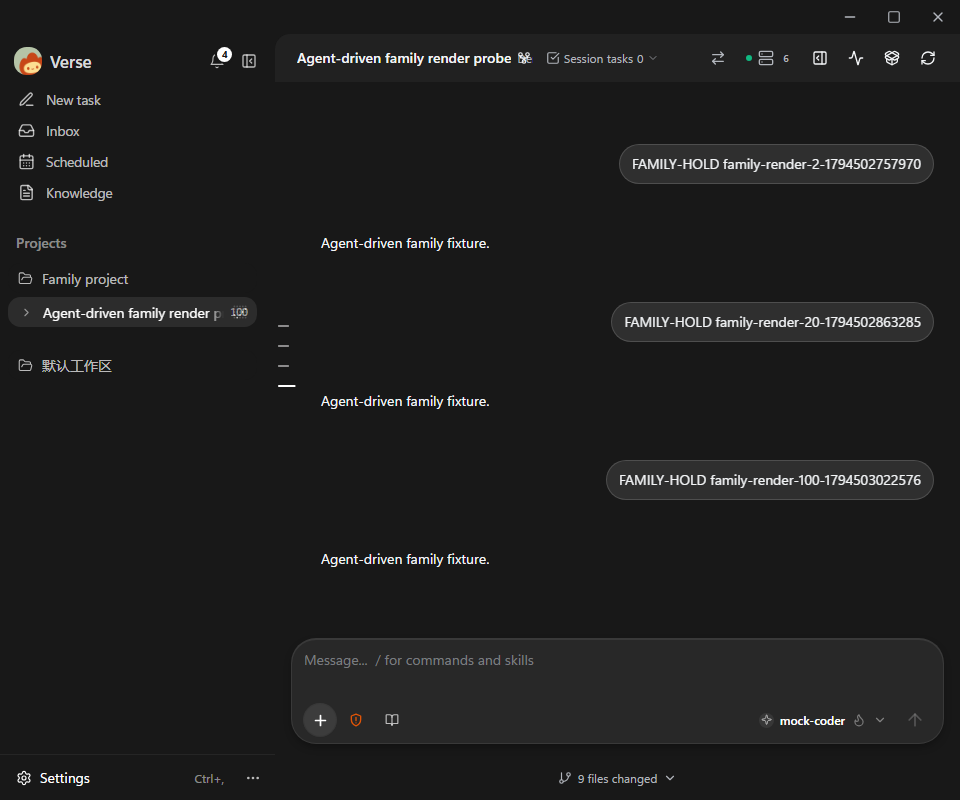 Verse
4
New task
Inbox
Scheduled
Knowledge
Projects
Family project
Agent-driven family render p
100
默认工作区
Settings
Ctrl+,
Agent-driven family render probe
Session tasks 0
6
FAMILY-HOLD family-render-2-1794502757970
Agent-driven family fixture.
FAMILY-HOLD family-render-20-1794502863285
Agent-driven family fixture.
FAMILY-HOLD family-render-100-1794503022576
Agent-driven family fixture.
Message... / for commands and skills
mock-coder
9 files changed